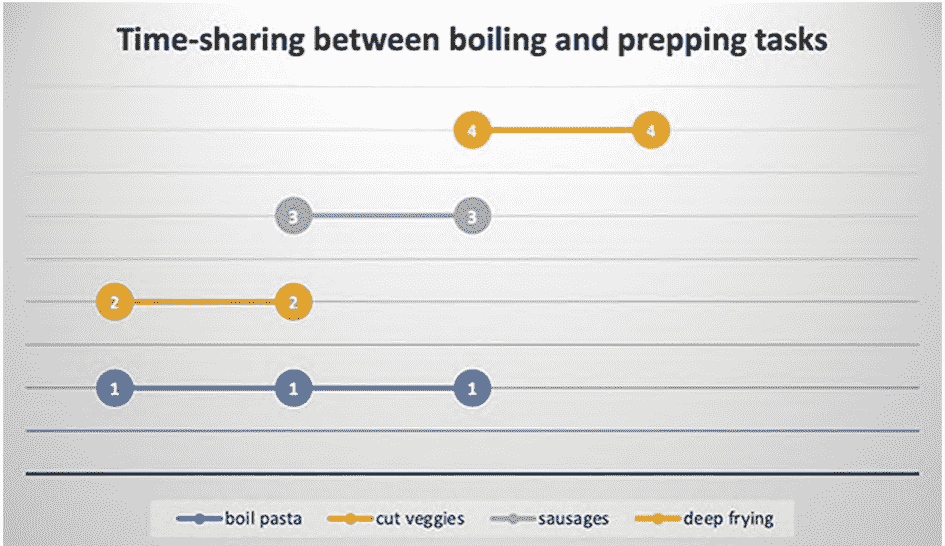 Time-sharing between boiling and prepping tasks
4 4
3 3
2 2
1 1 1
boil pasta cut veggies sausages deep frying